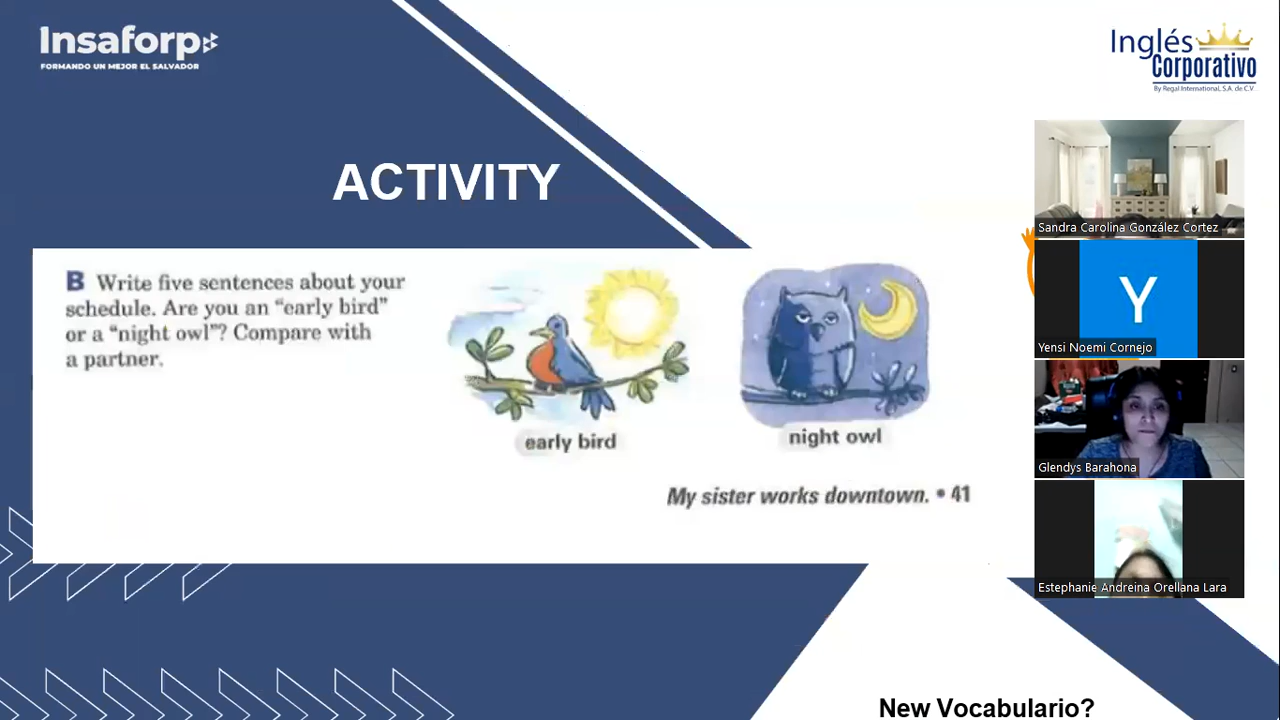 Insaforp
FORMANDO UN MEJOR EL SALVADOR
Inglés
Corporativo
By Regal International, S.A. de C.V.
ACTIVITY
B Write five sentences about your
schedule. Are you an “early bird”
or a “night owl”? Compare with
a partner.
early bird
night owl
My sister works downtown. • 41
Sandra Carolina González Cortez
Y
Yensi Noemi Cornejo
Glendys Barahona
Estephanie Andreina Orellana Lara
New Vocabulario?